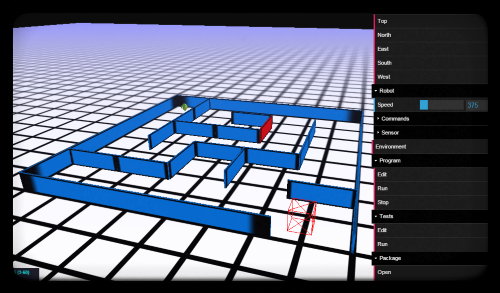 Top
North
East
South
West
Robot
Speed 375
Commands
Sensor
Environment
Program
Edit
Run
Stop
Tests
Edit
Run
Package
Open